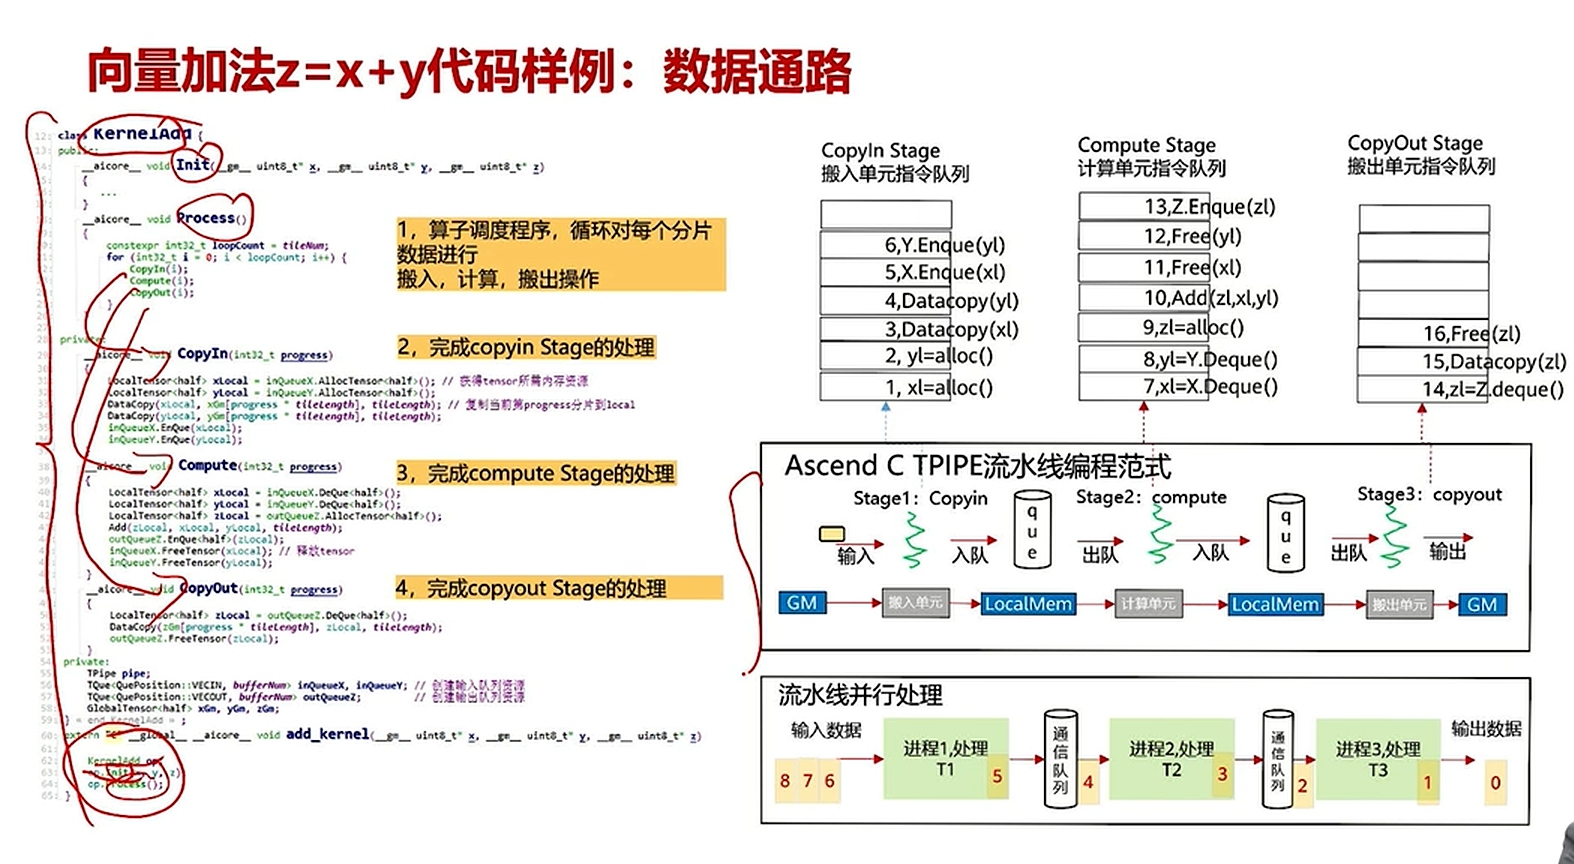 向量加法z=x+y代码样例：数据通路
class KernelAdd {
public:
__aicore__ void Init(__gm__ uint8_t* x, __gm__ uint8_t* y, __gm__ uint8_t* z)
{
...
}
__aicore__ void Process()
{
constexpr int32_t loopCount = tileNum;
for (int32_t i = 0; i < loopCount; i++) {
CopyIn(i);
Compute(i);
CopyOut(i);
}
private:
__aicore__ void CopyIn(int32_t progress)
LocalTensor<half> xLocal = inQueueX.AllocTensor<half>(); // 获得tensor所需内存资源
LocalTensor<half> yLocal = inQueueY.AllocTensor<half>();
DataCopy(xLocal, xGm[progress * tileLength], tileLength); // 复制当前第progress分片到local
DataCopy(yLocal, yGm[progress * tileLength], tileLength);
inQueueX.EnQue(xLocal);
inQueueY.EnQue(yLocal);
__aicore__ void Compute(int32_t progress)
{
LocalTensor<half> xLocal = inQueueX.DeQue<half>();
LocalTensor<half> yLocal = inQueueY.DeQue<half>();
LocalTensor<half> zLocal = outQueueZ.AllocTensor<half>();
Add(zLocal, xLocal, yLocal, tileLength);
outQueueZ.EnQue<half>(zLocal);
inQueueX.FreeTensor(xLocal); // 释放tensor
inQueueY.FreeTensor(yLocal);
}
__aicore__ void CopyOut(int32_t progress)
{
LocalTensor<half> zLocal = outQueueZ.DeQue<half>();
DataCopy(zGm[progress * tileLength], zLocal, tileLength);
outQueueZ.FreeTensor(zLocal);
}
private:
TPipe pipe;
TQue<QuePosition::VECIN, bufferNum> inQueueX, inQueueY; // 创建输入队列资源
TQue<QuePosition::VECOUT, bufferNum> outQueueZ; // 创建输出队列资源
GlobalTensor<half> xGm, yGm, zGm;
} « end KernelAdd » ;
extern __global__ __aicore__ void add_kernel(__gm__ uint8_t* x, __gm__ uint8_t* y, __gm__ uint8_t* z)
KernelAdd op;
y, z)
}
1，算子调度程序，循环对每个分片
数据进行
搬入，计算，搬出操作
2，完成copyin Stage的处理
3，完成compute Stage的处理
4，完成copyout Stage的处理
CopyIn Stage
搬入单元指令队列
6,Y.Enque(yl)
5,X.Enque(xl)
4,Datacopy(yl)
3,Datacopy(xl)
2, yl=alloc()
1, xl=alloc()
Compute Stage
计算单元指令队列
13,Z.Enque(zl)
12,Free(yl)
11,Free(xl)
10,Add(zl,xl,yl)
9,zl=alloc()
8,yl=Y.Deque()
7,xl=X.Deque()
CopyOut Stage
搬出单元指令队列
16,Free(zl)
15,Datacopy(zl)
14,zl=Z.deque()
Ascend C TPIPE流水线编程范式
Stage1：Copyin
Stage2：compute
Stage3：copyout
输入
入队
que
出队
入队
que
出队
输出
GM
搬入单元
LocalMem
计算单元
LocalMem
搬出单元
GM
流水线并行处理
输入数据
8 7 6
进程1,处理
T1
5
通信队列
4
进程2,处理
T2
3
通信队列
2
进程3,处理
T3
1
输出数据
0